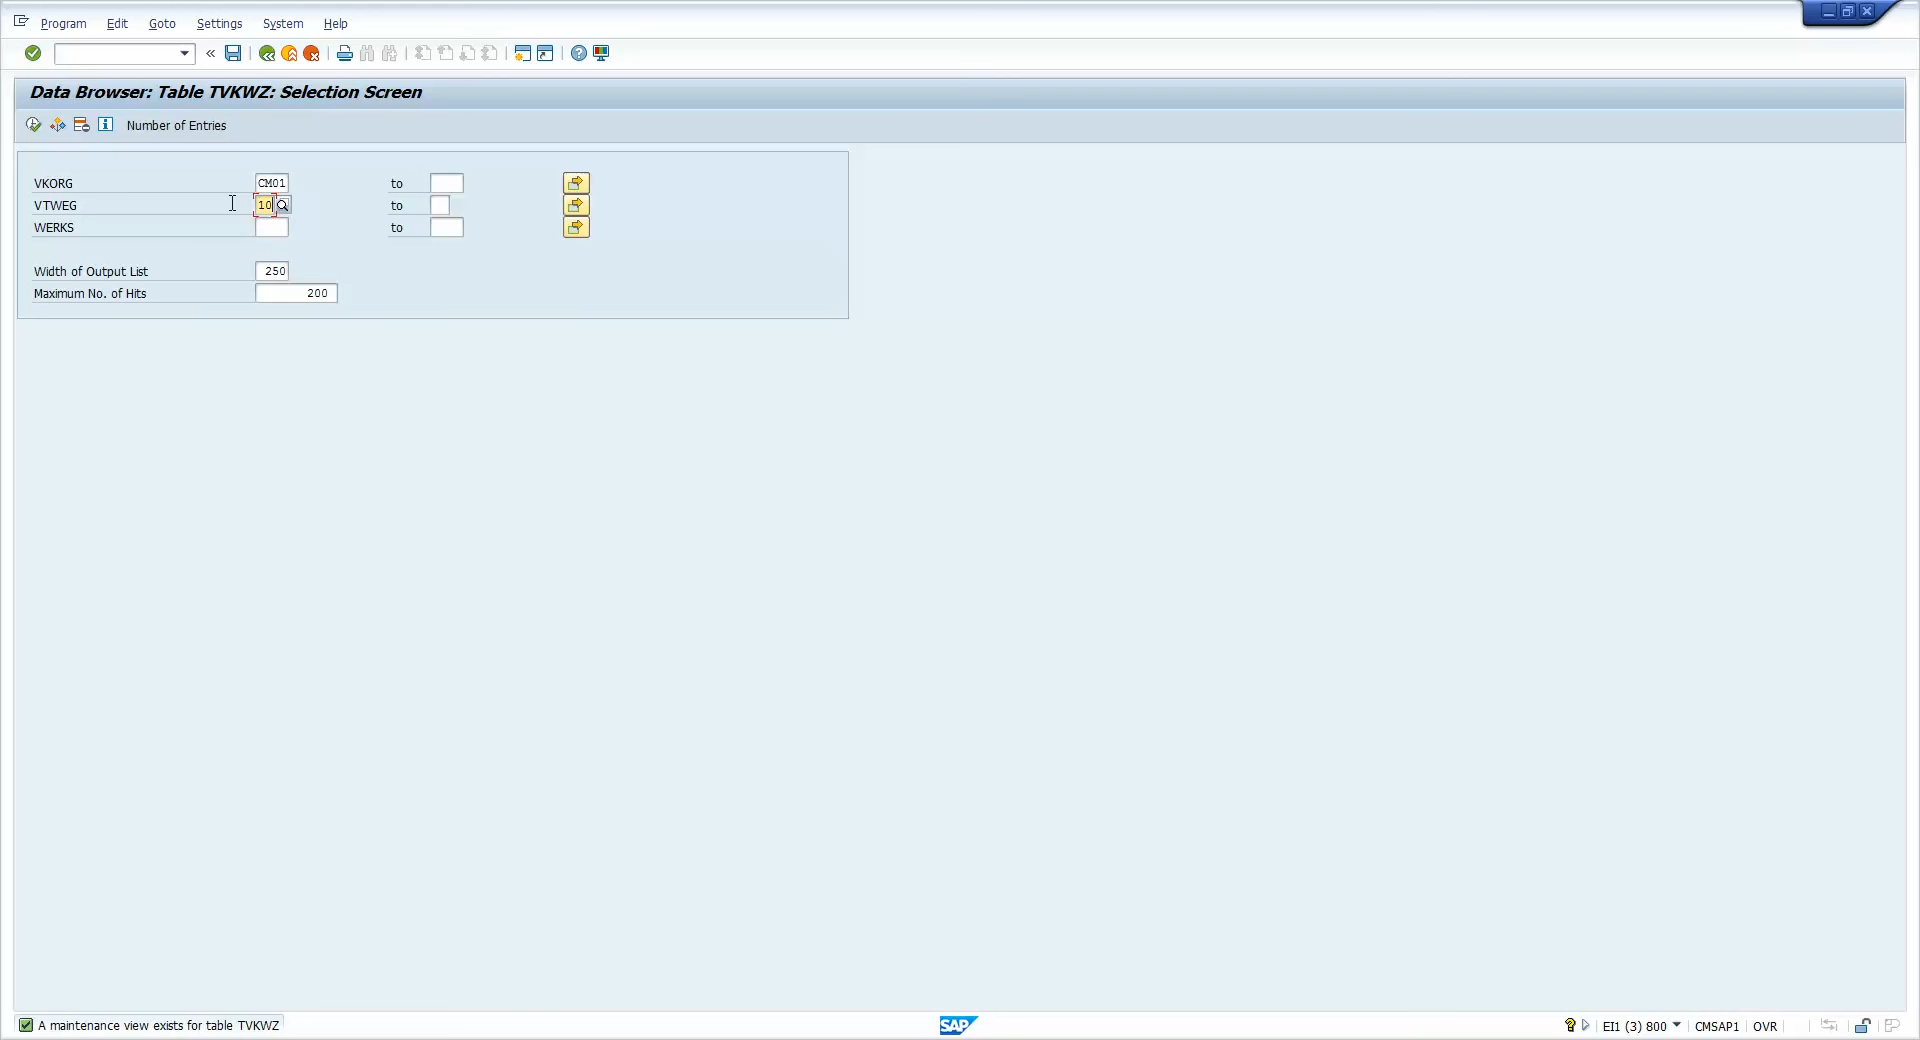 Program Edit Goto Settings System Help
«
Data Browser: Table TVKWZ: Selection Screen
Number of Entries
VKORG CM01 to
VTWEG 10 to
WERKS to
Width of Output List 250
Maximum No. of Hits 200
A maintenance view exists for table TVKWZ SAP EI1 (3) 800 CMSAP1 OVR